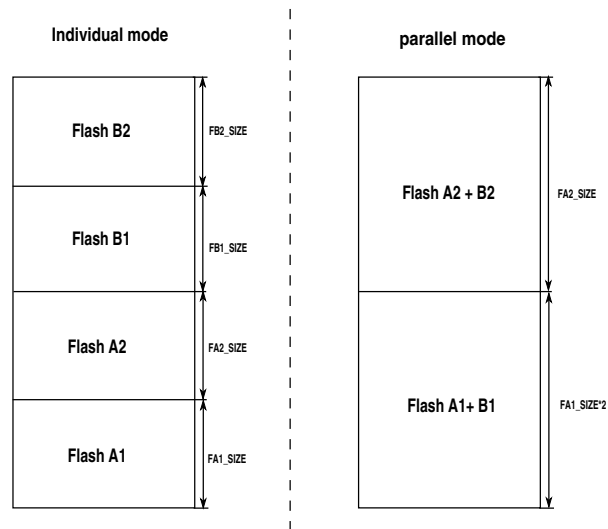 Individual mode
Flash B2
FB2_SIZE
Flash B1
FB1_SIZE
Flash A2
FA2_SIZE
Flash A1
FA1_SIZE
parallel mode
Flash A2 + B2
FA2_SIZE
Flash A1+ B1
FA1_SIZE*2